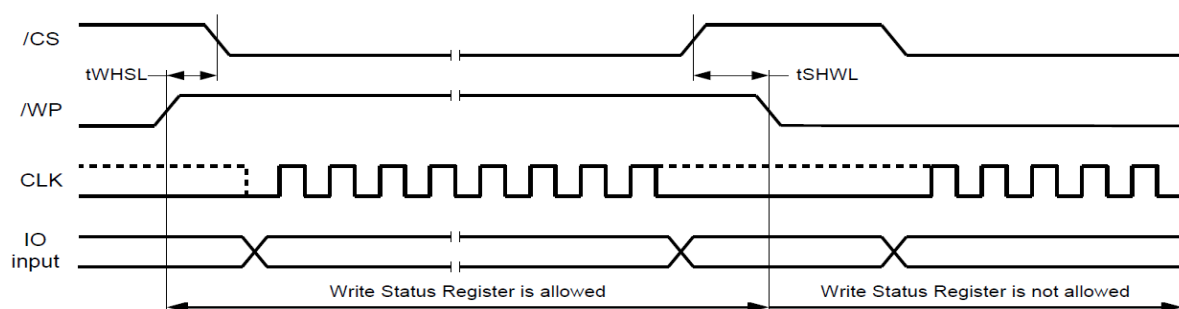 /CS
tWHSL
tSHWL
/WP
CLK
IO
input
Write Status Register is allowed
Write Status Register is not allowed